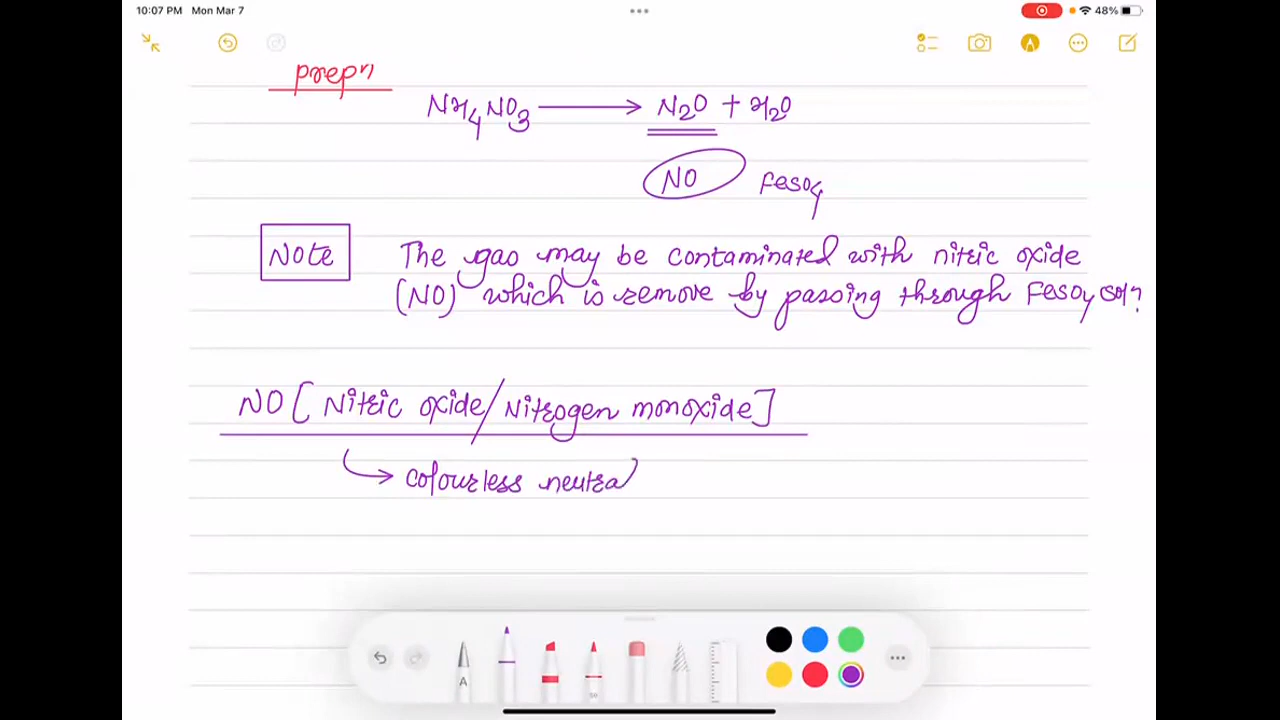 10:07 PM Mon Mar 7
48%
prepn
NH4NO3 → N2O + H2O
NO FeSO4
Note The gas may be contaminated with nitric oxide
(NO) which is remove by passing through FeSO4 soln
NO [Nitric oxide/Nitrogen monoxide]
↳ colourless neutral
A
50